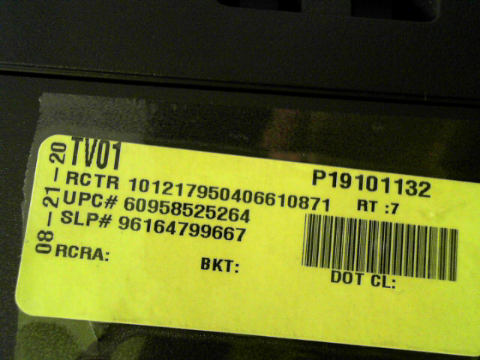 08-21-20
TV01
P19101132
RCTR 101217950406610871 RT :7
UPC# 60958525264
SLP# 96164799667
RCRA: BKT: DOT CL: